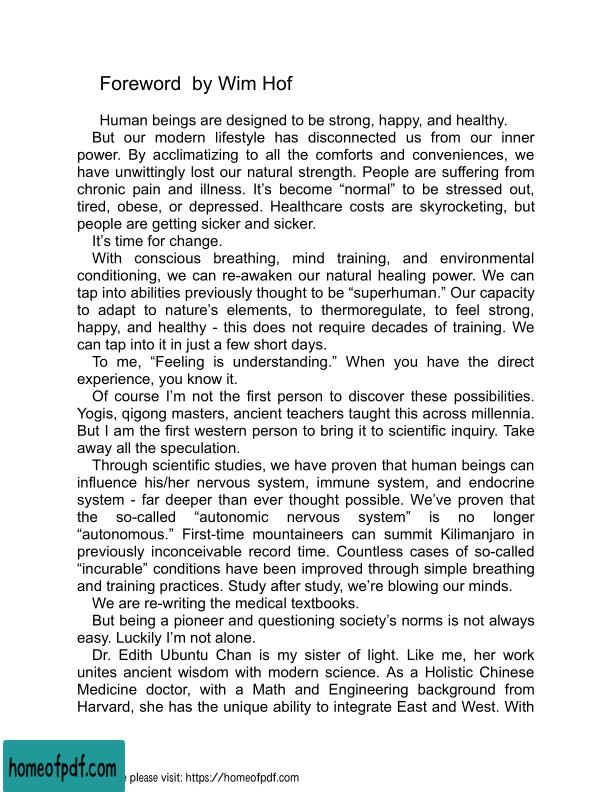 Foreword by Wim Hof
Human beings are designed to be strong, happy, and healthy.
But our modern lifestyle has disconnected us from our inner
power. By acclimatizing to all the comforts and conveniences, we
have unwittingly lost our natural strength. People are suffering from
chronic pain and illness. It’s become “normal” to be stressed out,
tired, obese, or depressed. Healthcare costs are skyrocketing, but
people are getting sicker and sicker.
It’s time for change.
With conscious breathing, mind training, and environmental
conditioning, we can re-awaken our natural healing power. We can
tap into abilities previously thought to be “superhuman.” Our capacity
to adapt to nature’s elements, to thermoregulate, to feel strong,
happy, and healthy - this does not require decades of training. We
can tap into it in just a few short days.
To me, “Feeling is understanding.” When you have the direct
experience, you know it.
Of course I’m not the first person to discover these possibilities.
Yogis, qigong masters, ancient teachers taught this across millennia.
But I am the first western person to bring it to scientific inquiry. Take
away all the speculation.
Through scientific studies, we have proven that human beings can
influence his/her nervous system, immune system, and endocrine
system - far deeper than ever thought possible. We’ve proven that
the so-called “autonomic nervous system” is no longer
“autonomous.” First-time mountaineers can summit Kilimanjaro in
previously inconceivable record time. Countless cases of so-called
“incurable” conditions have been improved through simple breathing
and training practices. Study after study, we’re blowing our minds.
We are re-writing the medical textbooks.
But being a pioneer and questioning society’s norms is not always
easy. Luckily I’m not alone.
Dr. Edith Ubuntu Chan is my sister of light. Like me, her work
unites ancient wisdom with modern science. As a Holistic Chinese
Medicine doctor, with a Math and Engineering background from
Harvard, she has the unique ability to integrate East and West. With
homeofpdf.com
please visit: https://homeofpdf.com